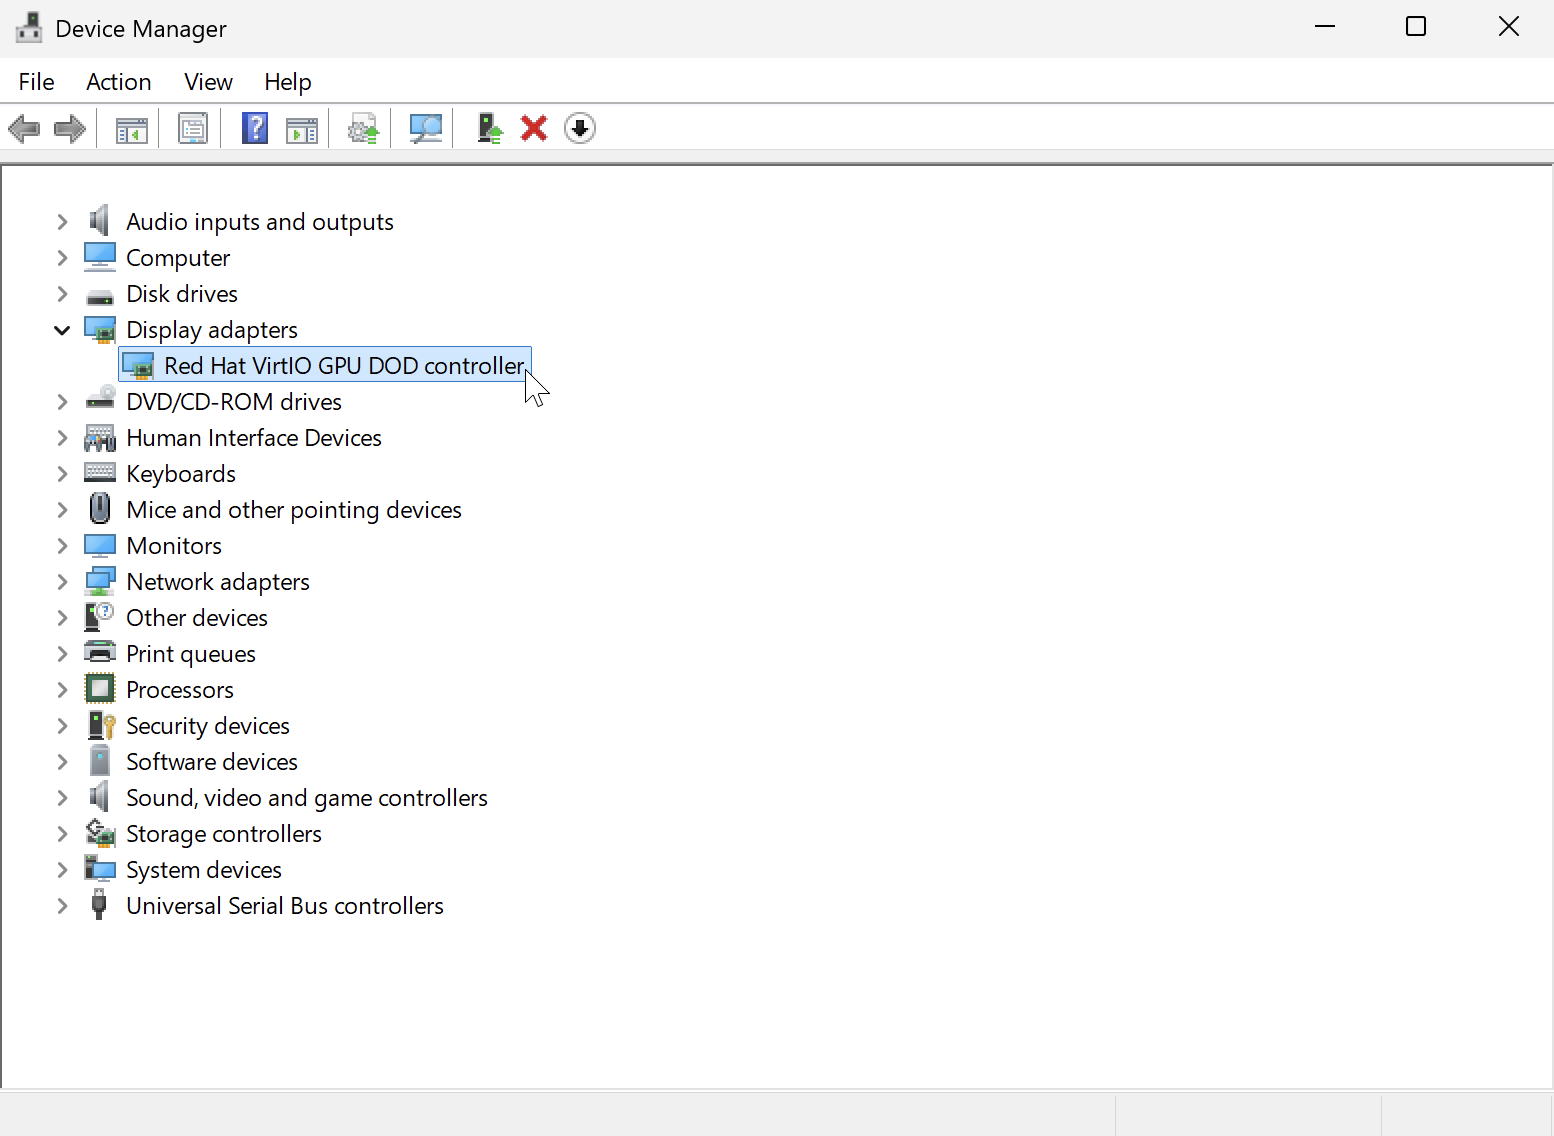 Device Manager
File Action View Help
Audio inputs and outputs
Computer
Disk drives
Display adapters
Red Hat VirtIO GPU DOD controller
DVD/CD-ROM drives
Human Interface Devices
Keyboards
Mice and other pointing devices
Monitors
Network adapters
Other devices
Print queues
Processors
Security devices
Software devices
Sound, video and game controllers
Storage controllers
System devices
Universal Serial Bus controllers